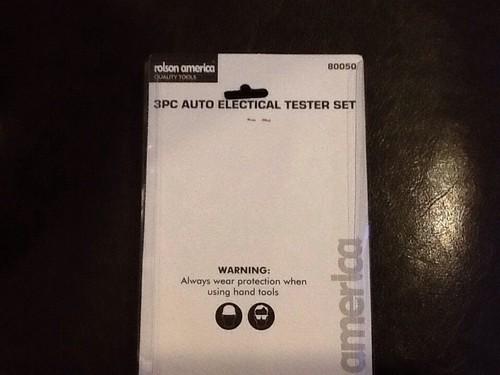 rolson america
QUALITY TOOLS
80050
3PC AUTO ELECTICAL TESTER SET
WARNING:
Always wear protection when
using hand tools
america